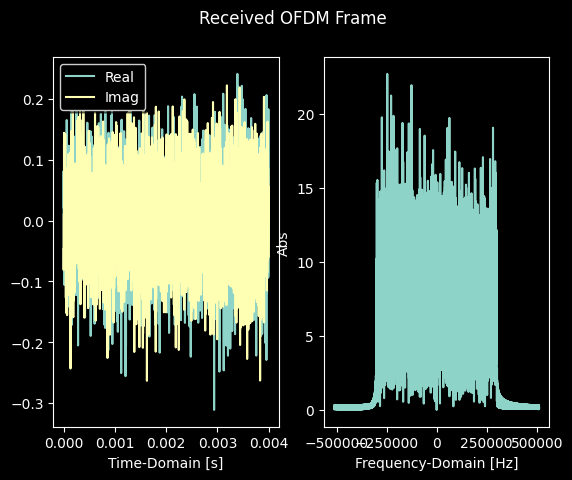 Received OFDM Frame
Real
Imag
0.2
0.1
0.0
−0.1
−0.2
−0.3
0.000 0.001 0.002 0.003 0.004
Time-Domain [s]
Abs
20
15
10
5
0
−500000 −250000 0 250000 500000
Frequency-Domain [Hz]